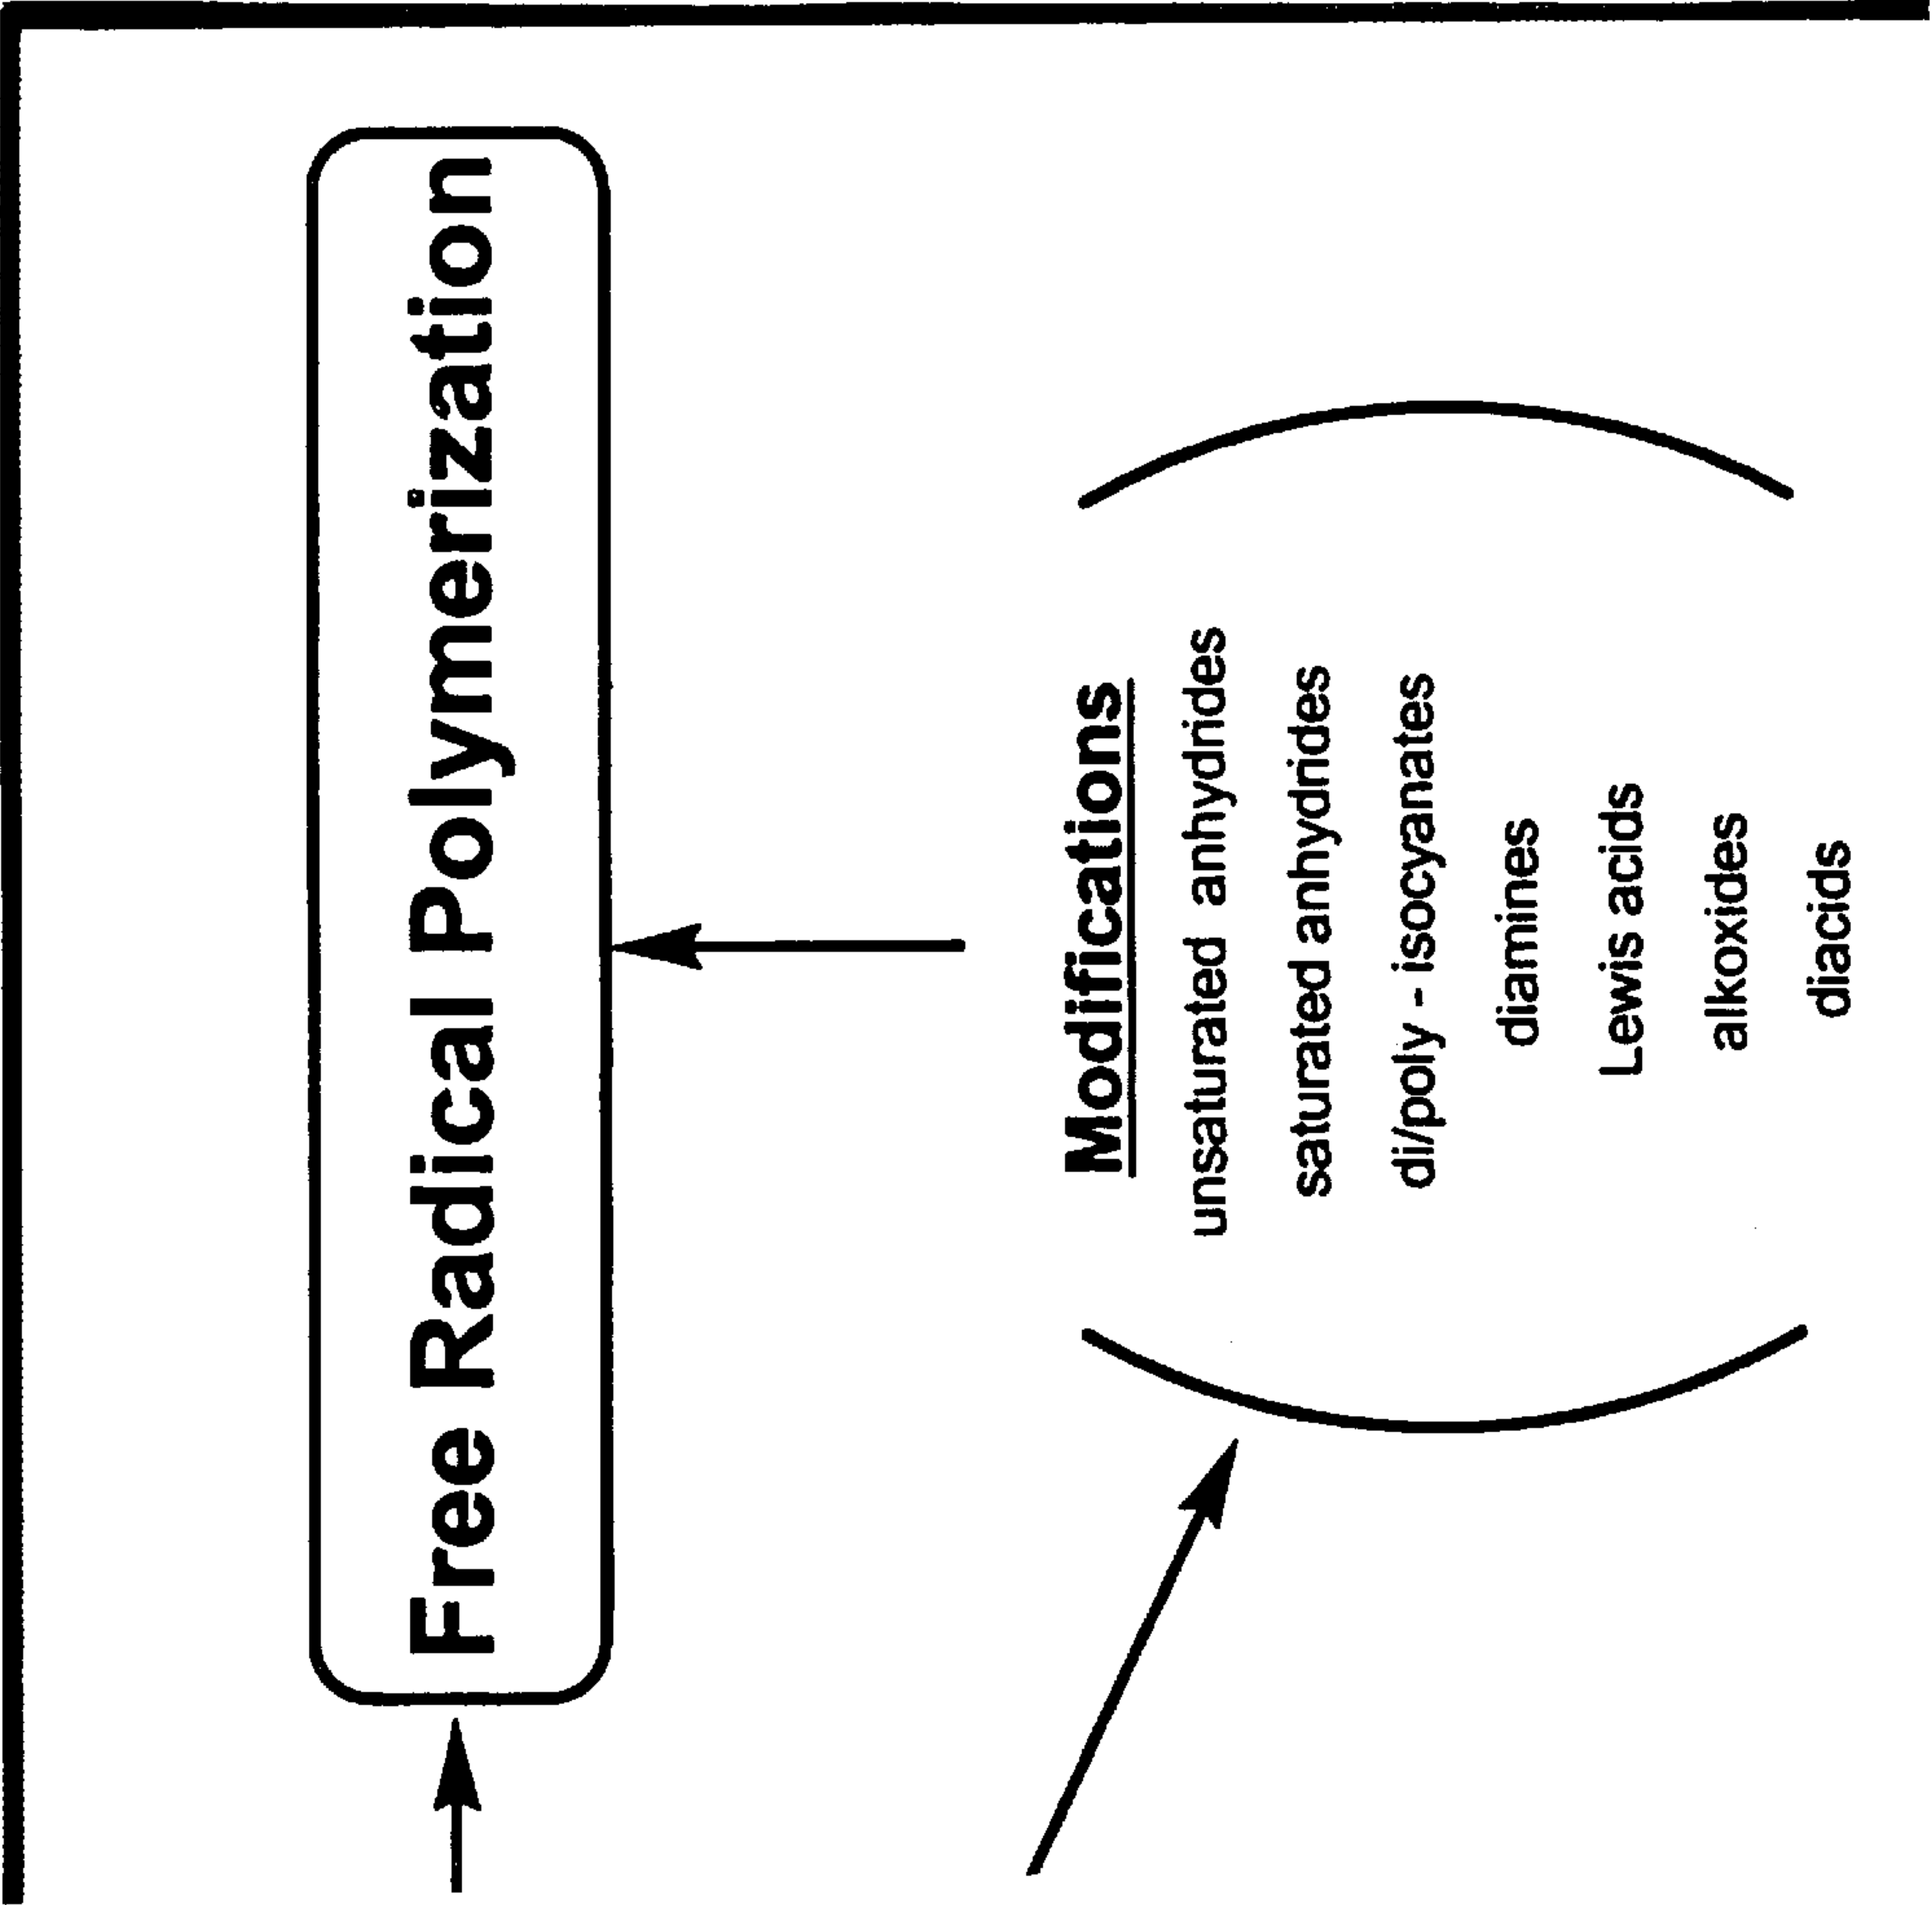 Free Radical Polymerization
Modifications
unsaturated anhydrides
saturated anhydrides
di/poly - isocyanates
diamines
Lewis acids
alkoxides
diacids